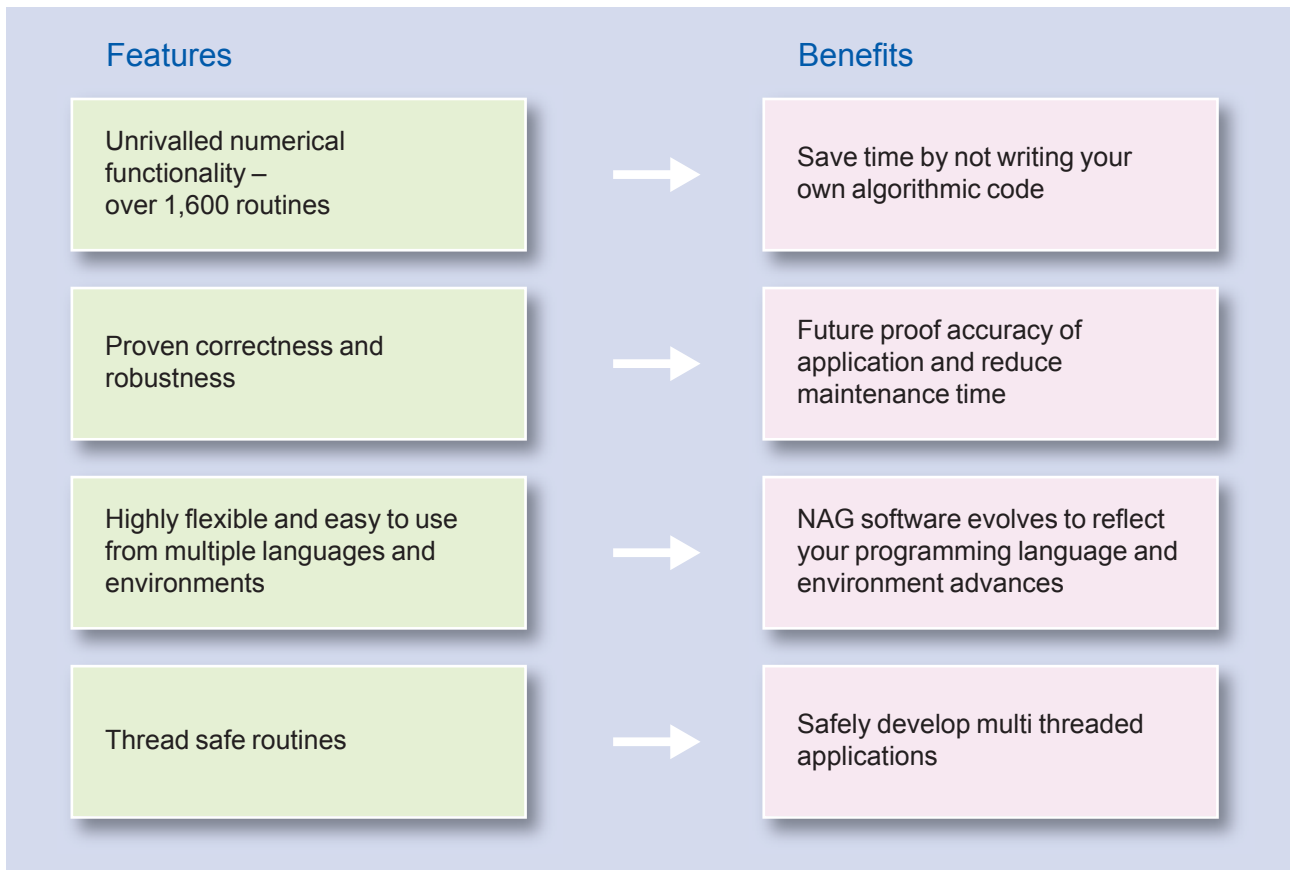 Features
Benefits
Unrivalled numerical
functionality –
over 1,600 routines
Save time by not writing your
own algorithmic code
Proven correctness and
robustness
Future proof accuracy of
application and reduce
maintenance time
Highly flexible and easy to use
from multiple languages and
environments
NAG software evolves to reflect
your programming language and
environment advances
Thread safe routines
Safely develop multi threaded
applications